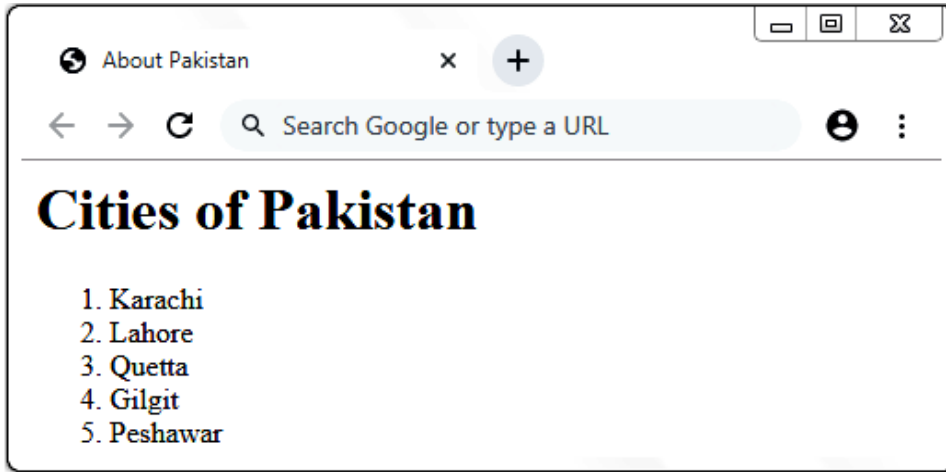 About Pakistan
Search Google or type a URL
Cities of Pakistan
1. Karachi
2. Lahore
3. Quetta
4. Gilgit
5. Peshawar